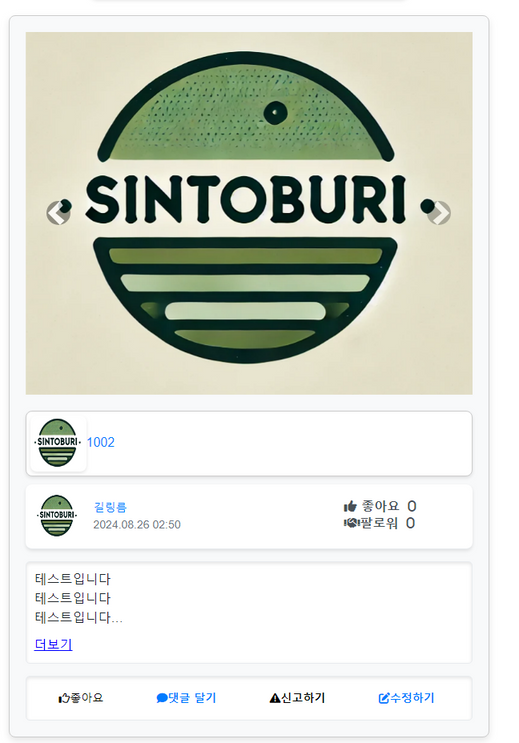 SINTOBURI
SINTOBURI
1002
SINTOBURI
길링름
2024.08.26 02:50
좋아요 0
팔로워 0
테스트입니다
테스트입니다
테스트입니다...
더보기
좋아요
댓글 달기
신고하기
수정하기